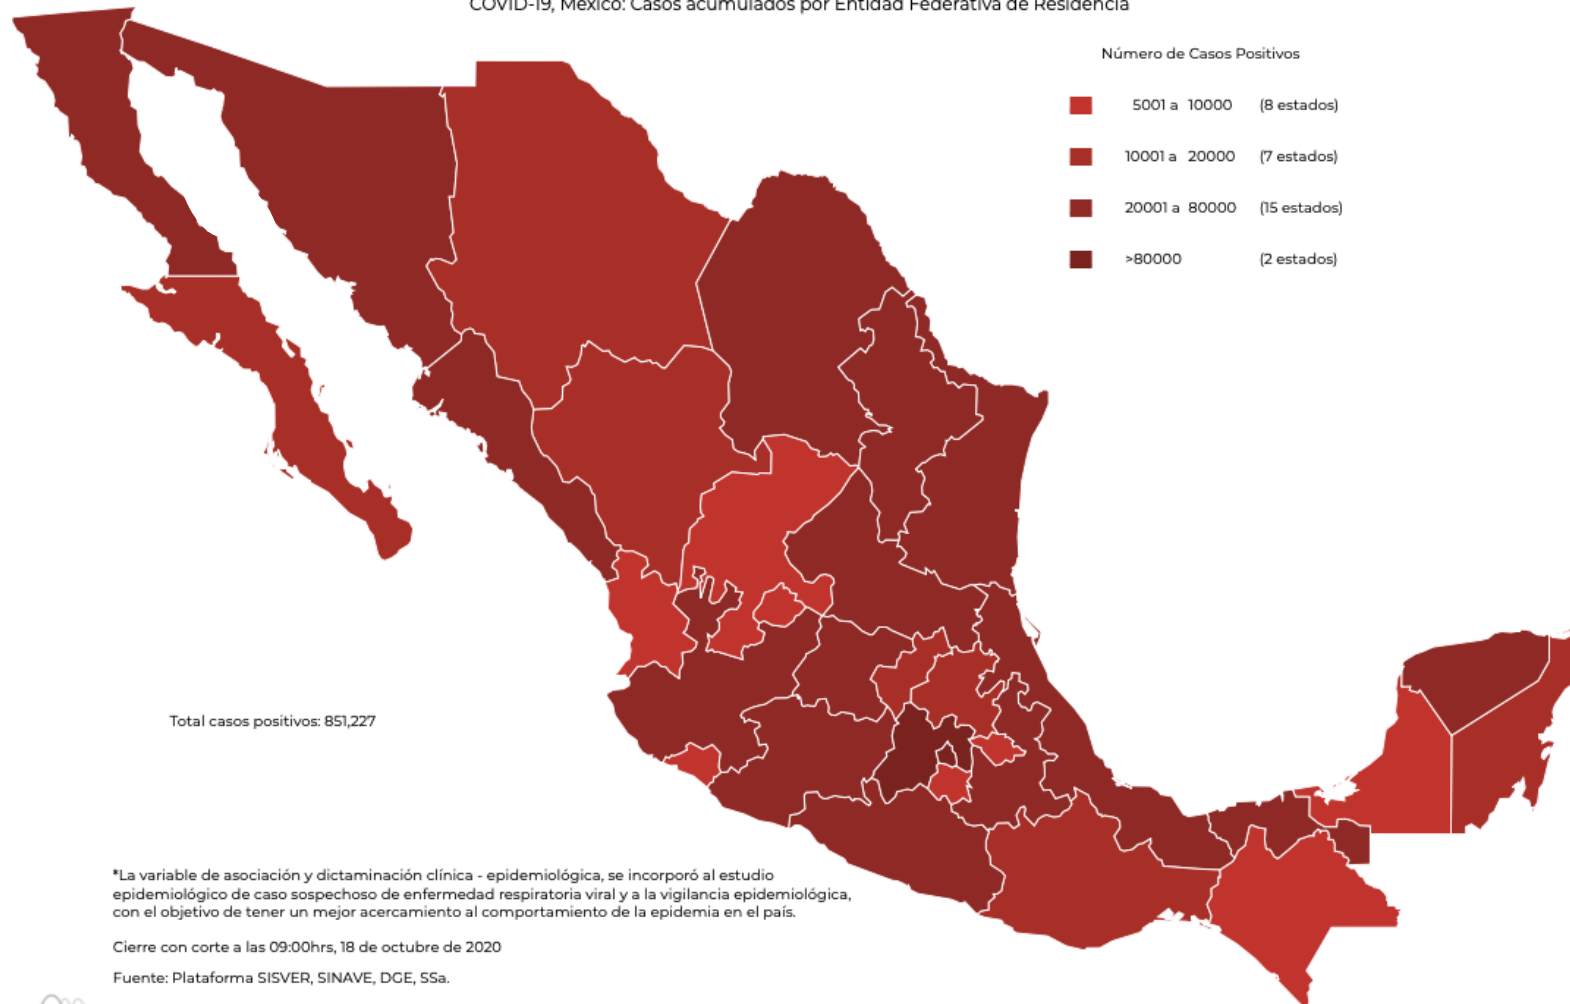 COVID-19, México: Casos acumulados por Entidad Federativa de Residencia
Número de Casos Positivos
5001 a 10000 (8 estados)
10001 a 20000 (7 estados)
20001 a 80000 (15 estados)
>80000 (2 estados)
Total casos positivos: 851,227
*La variable de asociación y dictaminación clínica - epidemiológica, se incorporó al estudio
epidemiológico de caso sospechoso de enfermedad respiratoria viral y a la vigilancia epidemiológica,
con el objetivo de tener un mejor acercamiento al comportamiento de la epidemia en el país.
Cierre con corte a las 09:00hrs, 18 de octubre de 2020
Fuente: Plataforma SISVER, SINAVE, DGE, SSa.